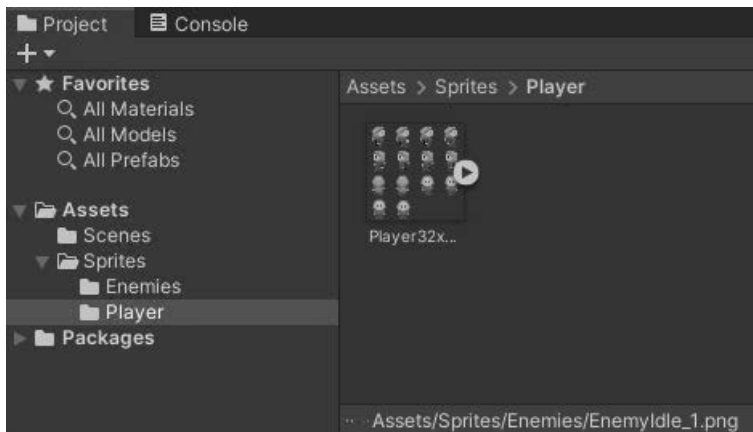 Project
Console
Favorites
All Materials
All Models
All Prefabs
Assets
Scenes
Sprites
Enemies
Player
Packages
Assets > Sprites > Player
Player32x...
Assets/Sprites/Enemies/EnemyIdle_1.png